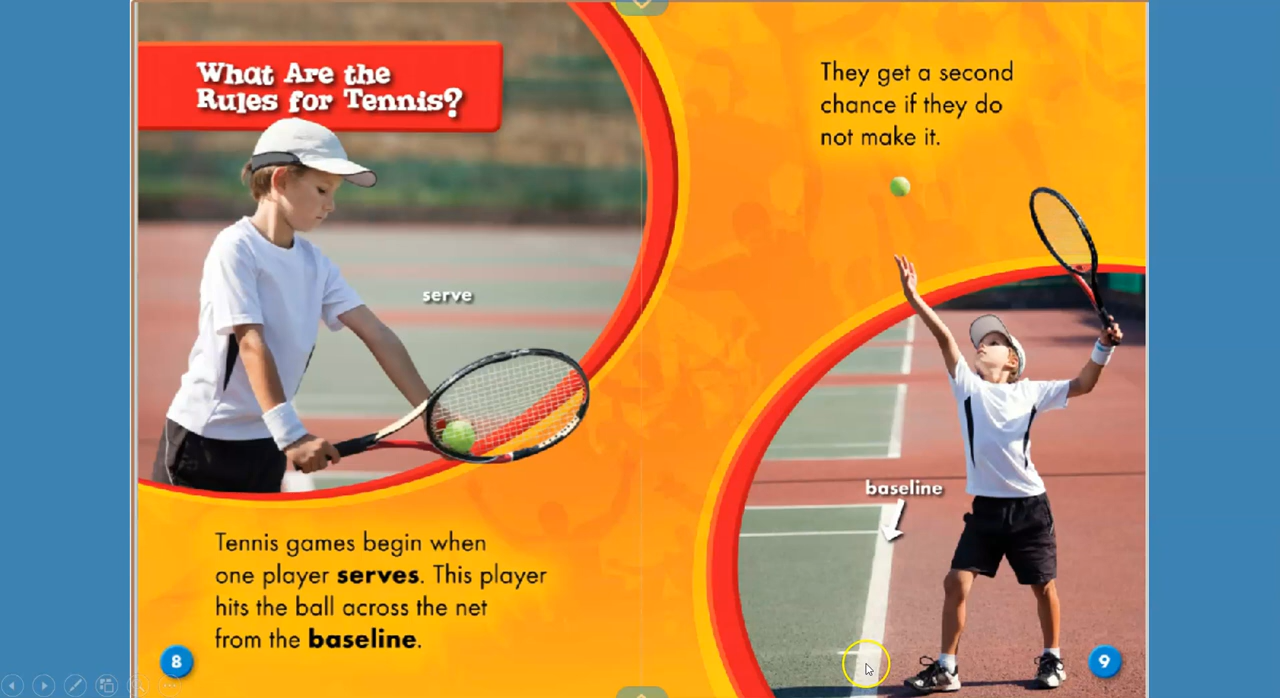 What Are the
Rules for Tennis?
serve
Tennis games begin when
one player serves. This player
hits the ball across the net
from the baseline.
8
They get a second
chance if they do
not make it.
baseline
9